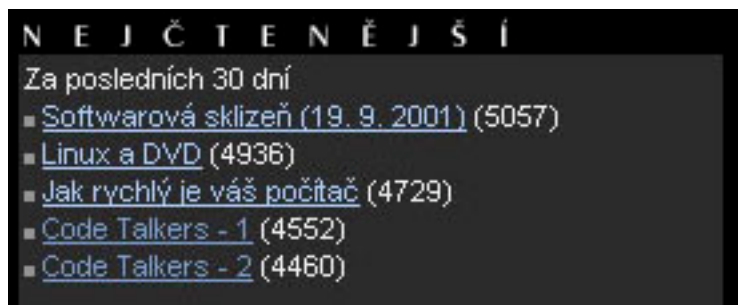 NEJČTENĚJŠÍ
Za posledních 30 dní
Softwarová sklizeň (19. 9. 2001) (5057)
Linux a DVD (4936)
Jak rychlý je váš počítač (4729)
Code Talkers - 1 (4552)
Code Talkers - 2 (4460)